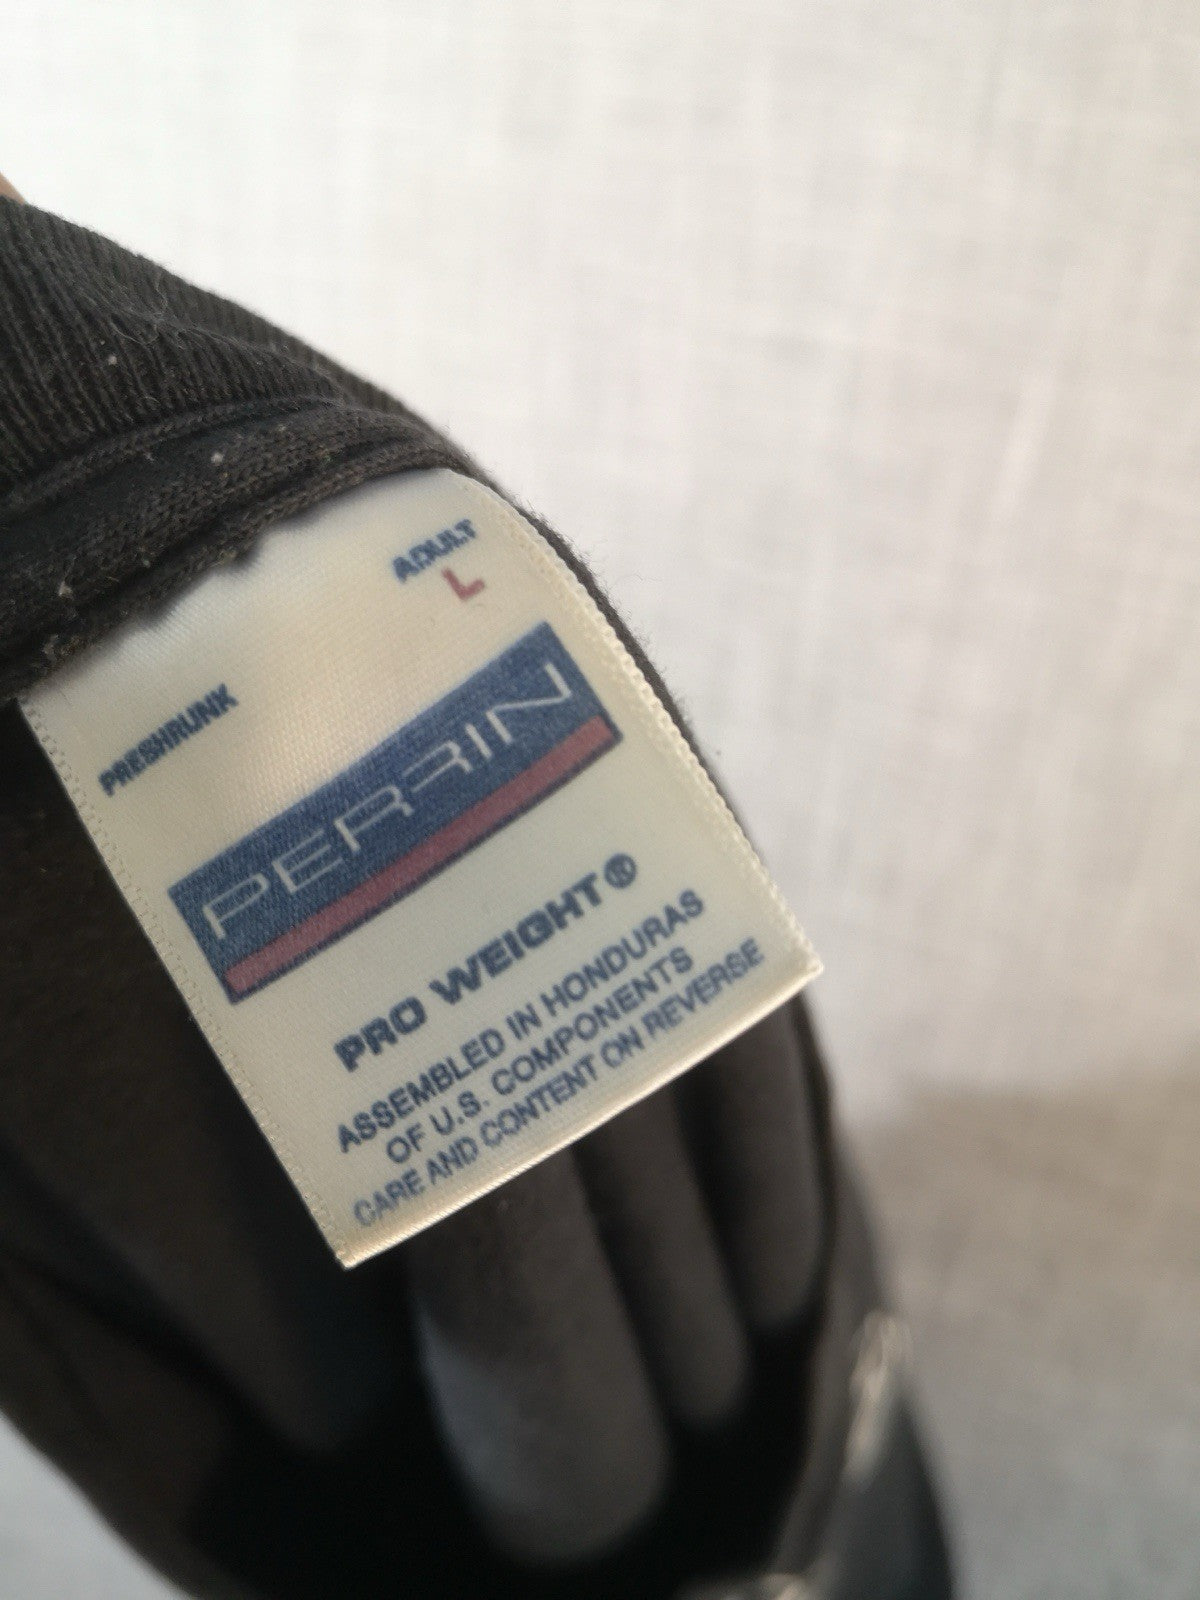 ADULT
L
PRESHRUNK
PERRIN
PRO WEIGHT®
ASSEMBLED IN HONDURAS
OF U.S. COMPONENTS
CARE AND CONTENT ON REVERSE